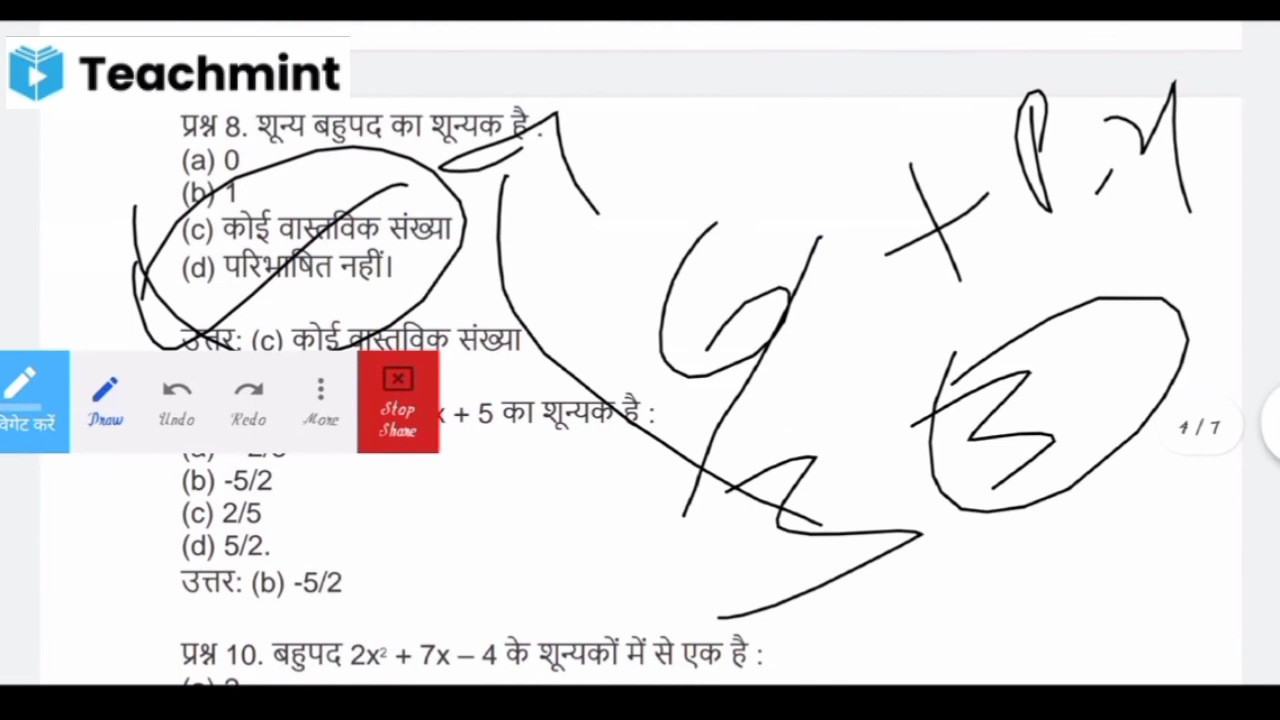 Teachmint
प्रश्न 8. शून्य बहुपद का शून्यक है :
(a) 0
(b) 1
(c) कोई वास्तविक संख्या
(d) परिभाषित नहीं।
उत्तर: (c) कोई वास्तविक संख्या
Draw Undo Redo More Stop Share
x + 5 का शून्यक है :
4 / 7
(b) -5/2
(c) 2/5
(d) 5/2.
उत्तर: (b) -5/2
प्रश्न 10. बहुपद 2x² + 7x – 4 के शून्यकों में से एक है :